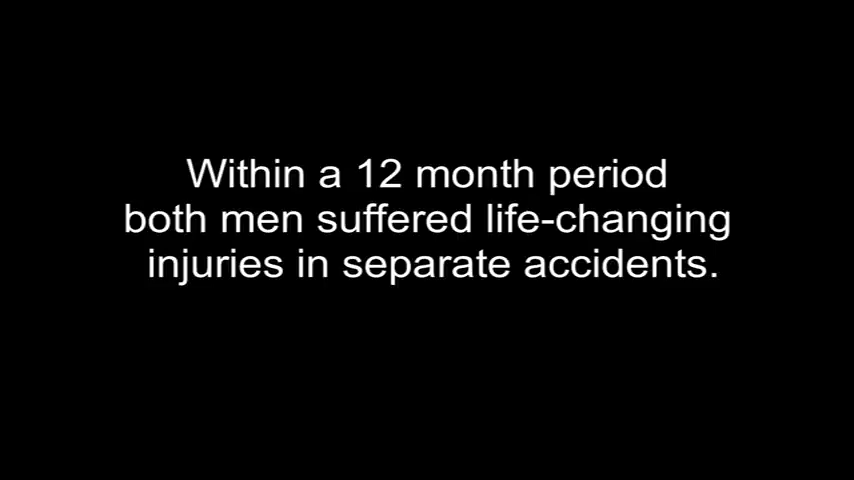 Within a 12 month period
both men suffered life-changing
injuries in separate accidents.